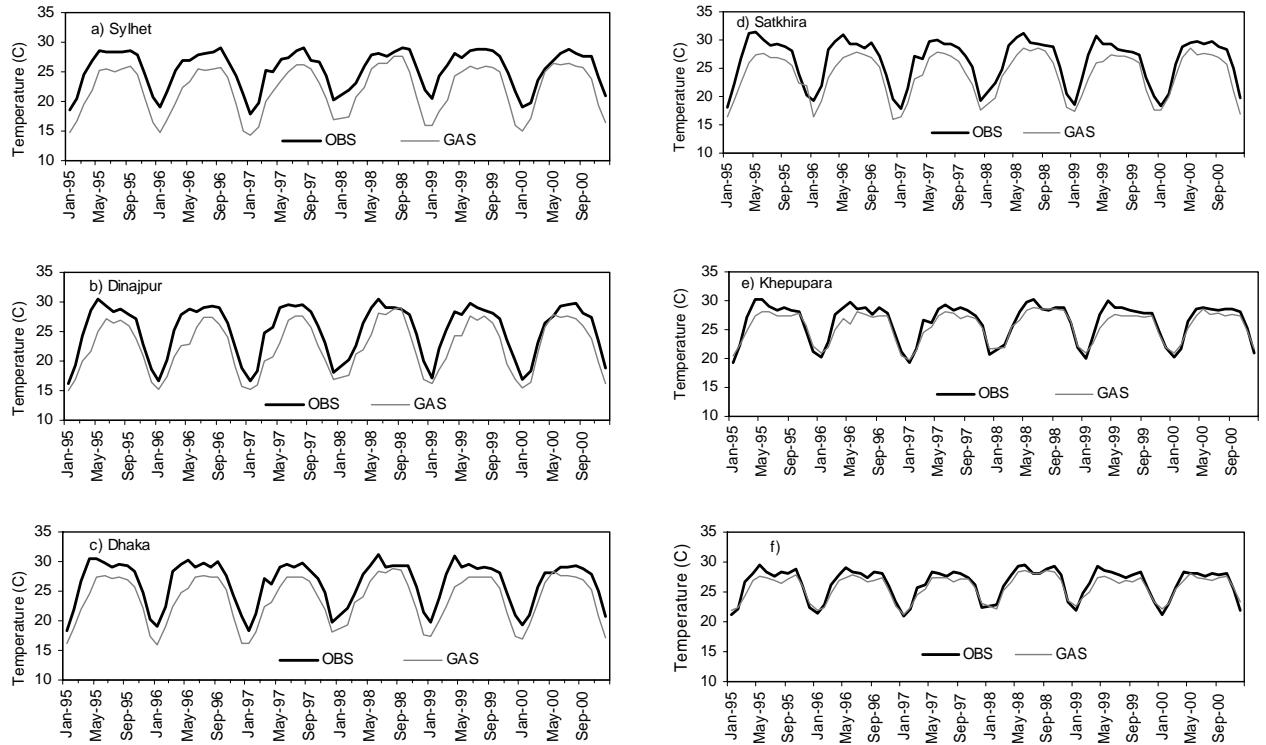 a) Sylhet
Temperature (C)
35
30
25
20
15
10
OBS
GAS
Jan-95
May-95
Sep-95
Jan-96
May-96
Sep-96
Jan-97
May-97
Sep-97
Jan-98
May-98
Sep-98
Jan-99
May-99
Sep-99
Jan-00
May-00
Sep-00
b) Dinajpur
Temperature (C)
35
30
25
20
15
10
OBS
GAS
Jan-95
May-95
Sep-95
Jan-96
May-96
Sep-96
Jan-97
May-97
Sep-97
Jan-98
May-98
Sep-98
Jan-99
May-99
Sep-99
Jan-00
May-00
Sep-00
c) Dhaka
Temperature (C)
35
30
25
20
15
10
OBS
GAS
Jan-95
May-95
Sep-95
Jan-96
May-96
Sep-96
Jan-97
May-97
Sep-97
Jan-98
May-98
Sep-98
Jan-99
May-99
Sep-99
Jan-00
May-00
Sep-00
d) Satkhira
Temperature (C)
35
30
25
20
15
10
OBS
GAS
Jan-95
May-95
Sep-95
Jan-96
May-96
Sep-96
Jan-97
May-97
Sep-97
Jan-98
May-98
Sep-98
Jan-99
May-99
Sep-99
Jan-00
May-00
Sep-00
e) Khepupara
Temperature (C)
35
30
25
20
15
10
OBS
GAS
Jan-95
May-95
Sep-95
Jan-96
May-96
Sep-96
Jan-97
May-97
Sep-97
Jan-98
May-98
Sep-98
Jan-99
May-99
Sep-99
Jan-00
May-00
Sep-00
f)
Temperature (C)
35
30
25
20
15
10
OBS
GAS
Jan-95
May-95
Sep-95
Jan-96
May-96
Sep-96
Jan-97
May-97
Sep-97
Jan-98
May-98
Sep-98
Jan-99
May-99
Sep-99
Jan-00
May-00
Sep-00